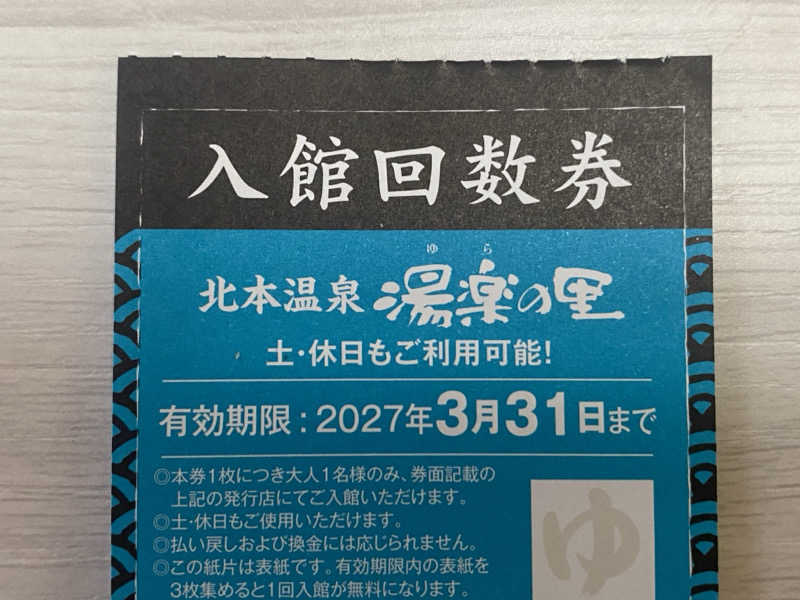 入館回数券
ゆら
北本温泉 湯楽の里
土・休日もご利用可能!
有効期限:2027年3月31日まで
◎本券1枚につき大人1名様のみ、券面記載の
上記の発行店にてご入館いただけます。
◎土・休日もご使用いただけます。
◎払い戻しおよび換金には応じられません。
◎この紙片は表紙です。有効期限内の表紙を
3枚集めると1回入館が無料になります。
ゆ